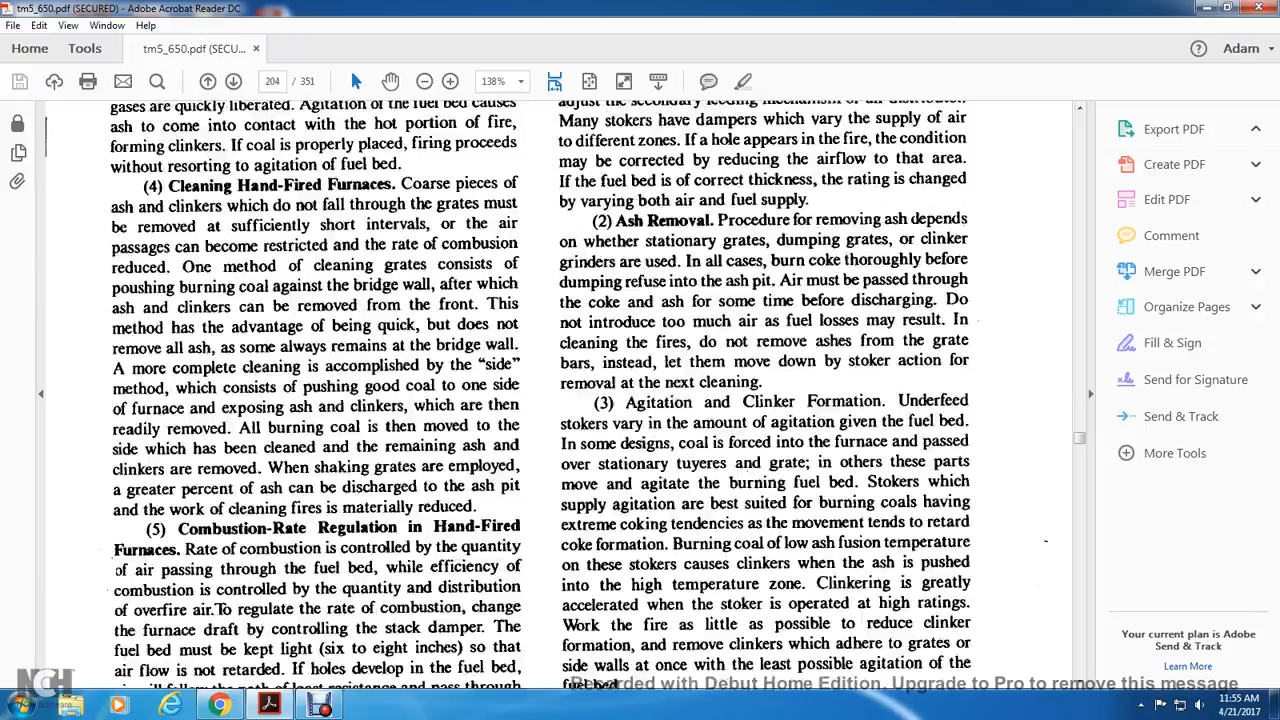 tm5_650.pdf (SECURED) - Adobe Acrobat Reader DC
File Edit View Window Help
Home Tools tm5_650.pdf (SECU... × ? Adam
204 / 351 138%
gases are quickly liberated. Agitation of the fuel bed causes
ash to come into contact with the hot portion of fire,
forming clinkers. If coal is properly placed, firing proceeds
without resorting to agitation of fuel bed.
(4) Cleaning Hand-Fired Furnaces. Coarse pieces of
ash and clinkers which do not fall through the grates must
be removed at sufficiently short intervals, or the air
passages can become restricted and the rate of combusion
reduced. One method of cleaning grates consists of
poushing burning coal against the bridge wall, after which
ash and clinkers can be removed from the front. This
method has the advantage of being quick, but does not
remove all ash, as some always remains at the bridge wall.
A more complete cleaning is accomplished by the “side”
method, which consists of pushing good coal to one side
of furnace and exposing ash and clinkers, which are then
readily removed. All burning coal is then moved to the
side which has been cleaned and the remaining ash and
clinkers are removed. When shaking grates are employed,
a greater percent of ash can be discharged to the ash pit
and the work of cleaning fires is materially reduced.
(5) Combustion-Rate Regulation in Hand-Fired
Furnaces. Rate of combustion is controlled by the quantity
of air passing through the fuel bed, while efficiency of
combustion is controlled by the quantity and distribution
of overfire air.To regulate the rate of combustion, change
the furnace draft by controlling the stack damper. The
fuel bed must be kept light (six to eight inches) so that
air flow is not retarded. If holes develop in the fuel bed,
adjust the secondary feeding mechanism or air distributor.
Many stokers have dampers which vary the supply of air
to different zones. If a hole appears in the fire, the condition
may be corrected by reducing the airflow to that area.
If the fuel bed is of correct thickness, the rating is changed
by varying both air and fuel supply.
(2) Ash Removal. Procedure for removing ash depends
on whether stationary grates, dumping grates, or clinker
grinders are used. In all cases, burn coke thoroughly before
dumping refuse into the ash pit. Air must be passed through
the coke and ash for some time before discharging. Do
not introduce too much air as fuel losses may result. In
cleaning the fires, do not remove ashes from the grate
bars, instead, let them move down by stoker action for
removal at the next cleaning.
(3) Agitation and Clinker Formation. Underfeed
stokers vary in the amount of agitation given the fuel bed.
In some designs, coal is forced into the furnace and passed
over stationary tuyeres and grate; in others these parts
move and agitate the burning fuel bed. Stokers which
supply agitation are best suited for burning coals having
extreme coking tendencies as the movement tends to retard
coke formation. Burning coal of low ash fusion temperature
on these stokers causes clinkers when the ash is pushed
into the high temperature zone. Clinkering is greatly
accelerated when the stoker is operated at high ratings.
Work the fire as little as possible to reduce clinker
formation, and remove clinkers which adhere to grates or
side walls at once with the least possible agitation of the
fuel bed
Export PDF
Create PDF
Edit PDF
Comment
Merge PDF
Organize Pages
Fill & Sign
Send for Signature
Send & Track
More Tools
Your current plan is Adobe
Learn More
Recorded with Debut Home Edition. Upgrade to Pro to remove this message
NCH
11:55 AM
4/21/2017